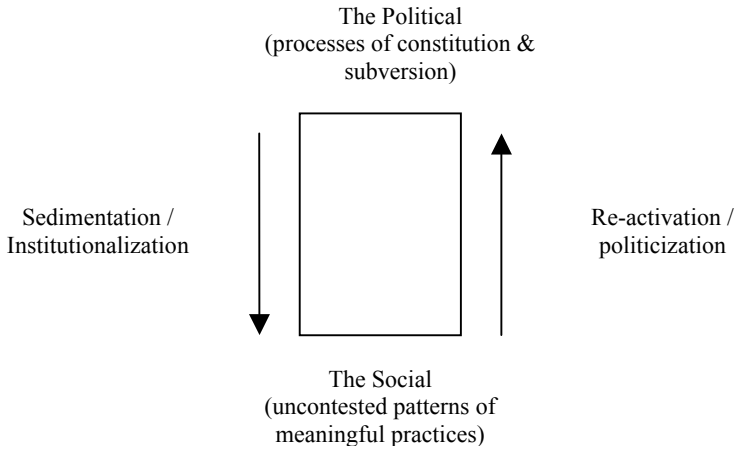 The Political
(processes of constitution &
subversion)
Sedimentation /
Institutionalization
Re-activation /
politicization
The Social
(uncontested patterns of
meaningful practices)